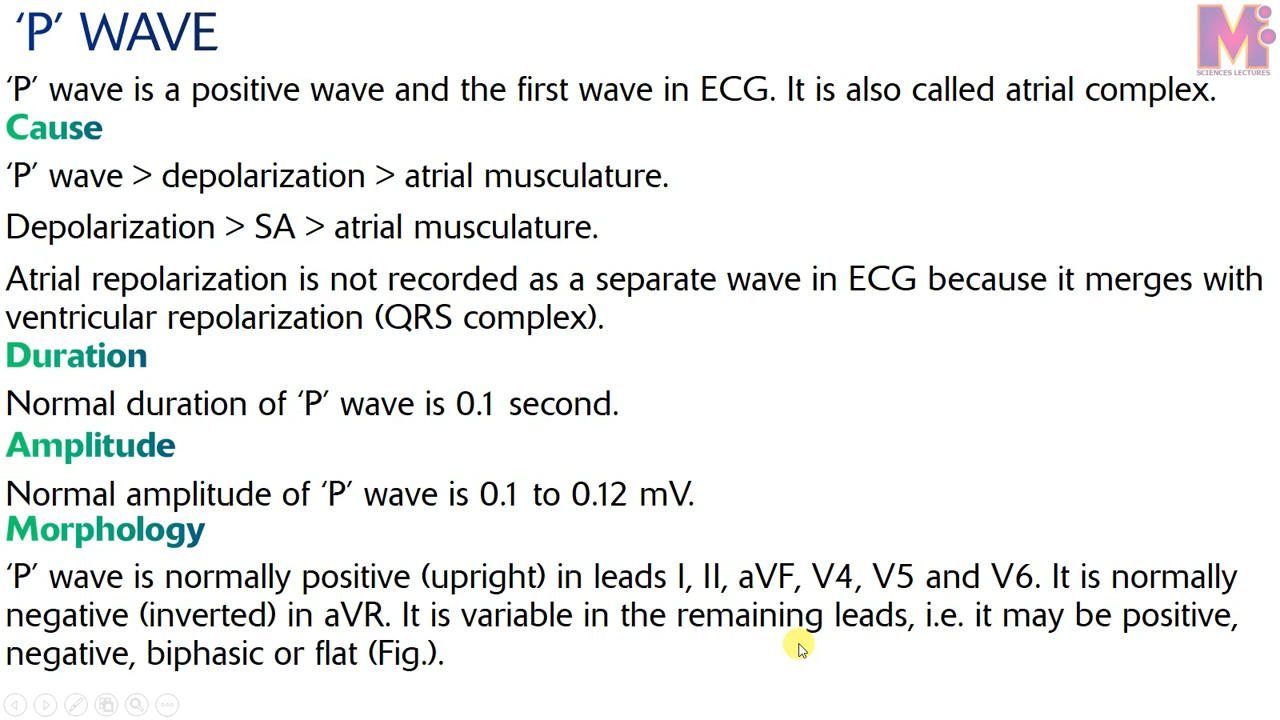 ‘P’ WAVE
M
SCIENCES LECTURES
‘P’ wave is a positive wave and the first wave in ECG. It is also called atrial complex.
Cause
‘P’ wave > depolarization > atrial musculature.
Depolarization > SA > atrial musculature.
Atrial repolarization is not recorded as a separate wave in ECG because it merges with
ventricular repolarization (QRS complex).
Duration
Normal duration of ‘P’ wave is 0.1 second.
Amplitude
Normal amplitude of ‘P’ wave is 0.1 to 0.12 mV.
Morphology
‘P’ wave is normally positive (upright) in leads I, II, aVF, V4, V5 and V6. It is normally
negative (inverted) in aVR. It is variable in the remaining leads, i.e. it may be positive,
negative, biphasic or flat (Fig.).